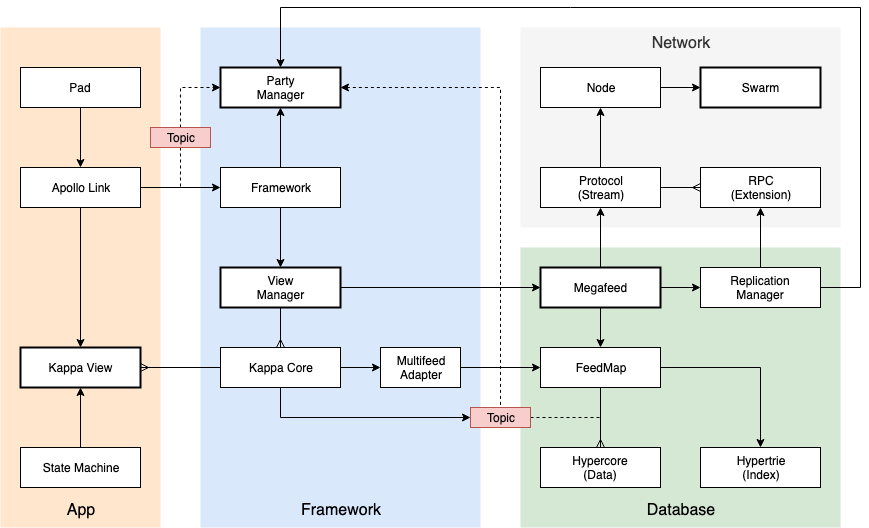 Network
Pad
Party
Manager
Node
Swarm
Topic
Apollo Link
Framework
Protocol
(Stream)
RPC
(Extension)
View
Manager
Megafeed
Replication
Manager
Kappa View
Kappa Core
Multifeed
Adapter
FeedMap
Topic
State Machine
Hypercore
(Data)
Hypertrie
(Index)
App
Framework
Database